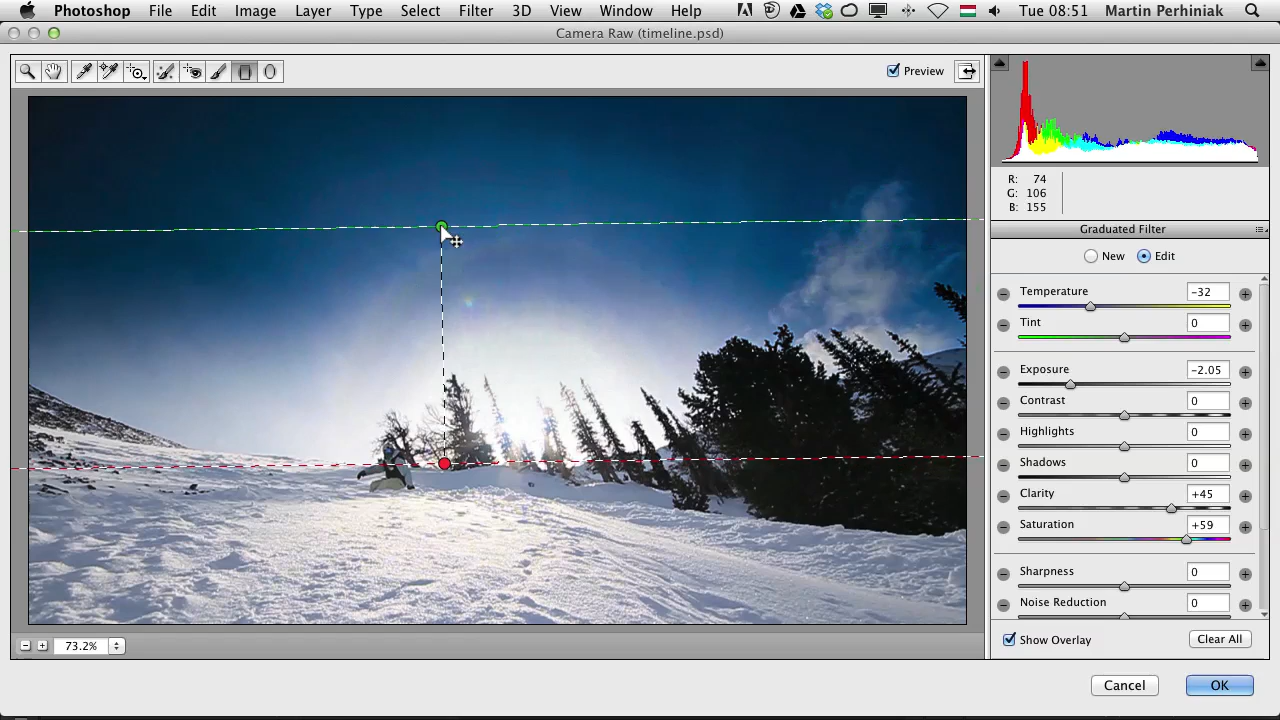 Photoshop File Edit Image Layer Type Select Filter 3D View Window Help Tue 08:51 Martin Perhiniak
Camera Raw (timeline.psd)
Preview
R: 74
G: 106
B: 155
Graduated Filter
New Edit
Temperature -32
Tint 0
Exposure -2.05
Contrast 0
Highlights 0
Shadows 0
Clarity +45
Saturation +59
Sharpness 0
Noise Reduction 0
Show Overlay Clear All
73.2%
Cancel OK